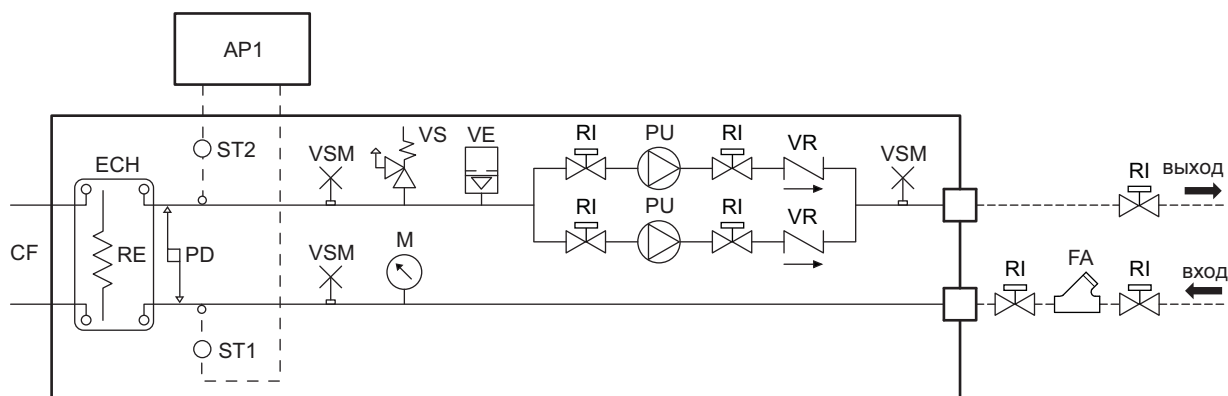 AP1
ST2
VS VE RI PU RI VR
ECH VSM VSM RI выход
CF RE PD VSM M RI PU RI VR RI FA RI вход
ST1